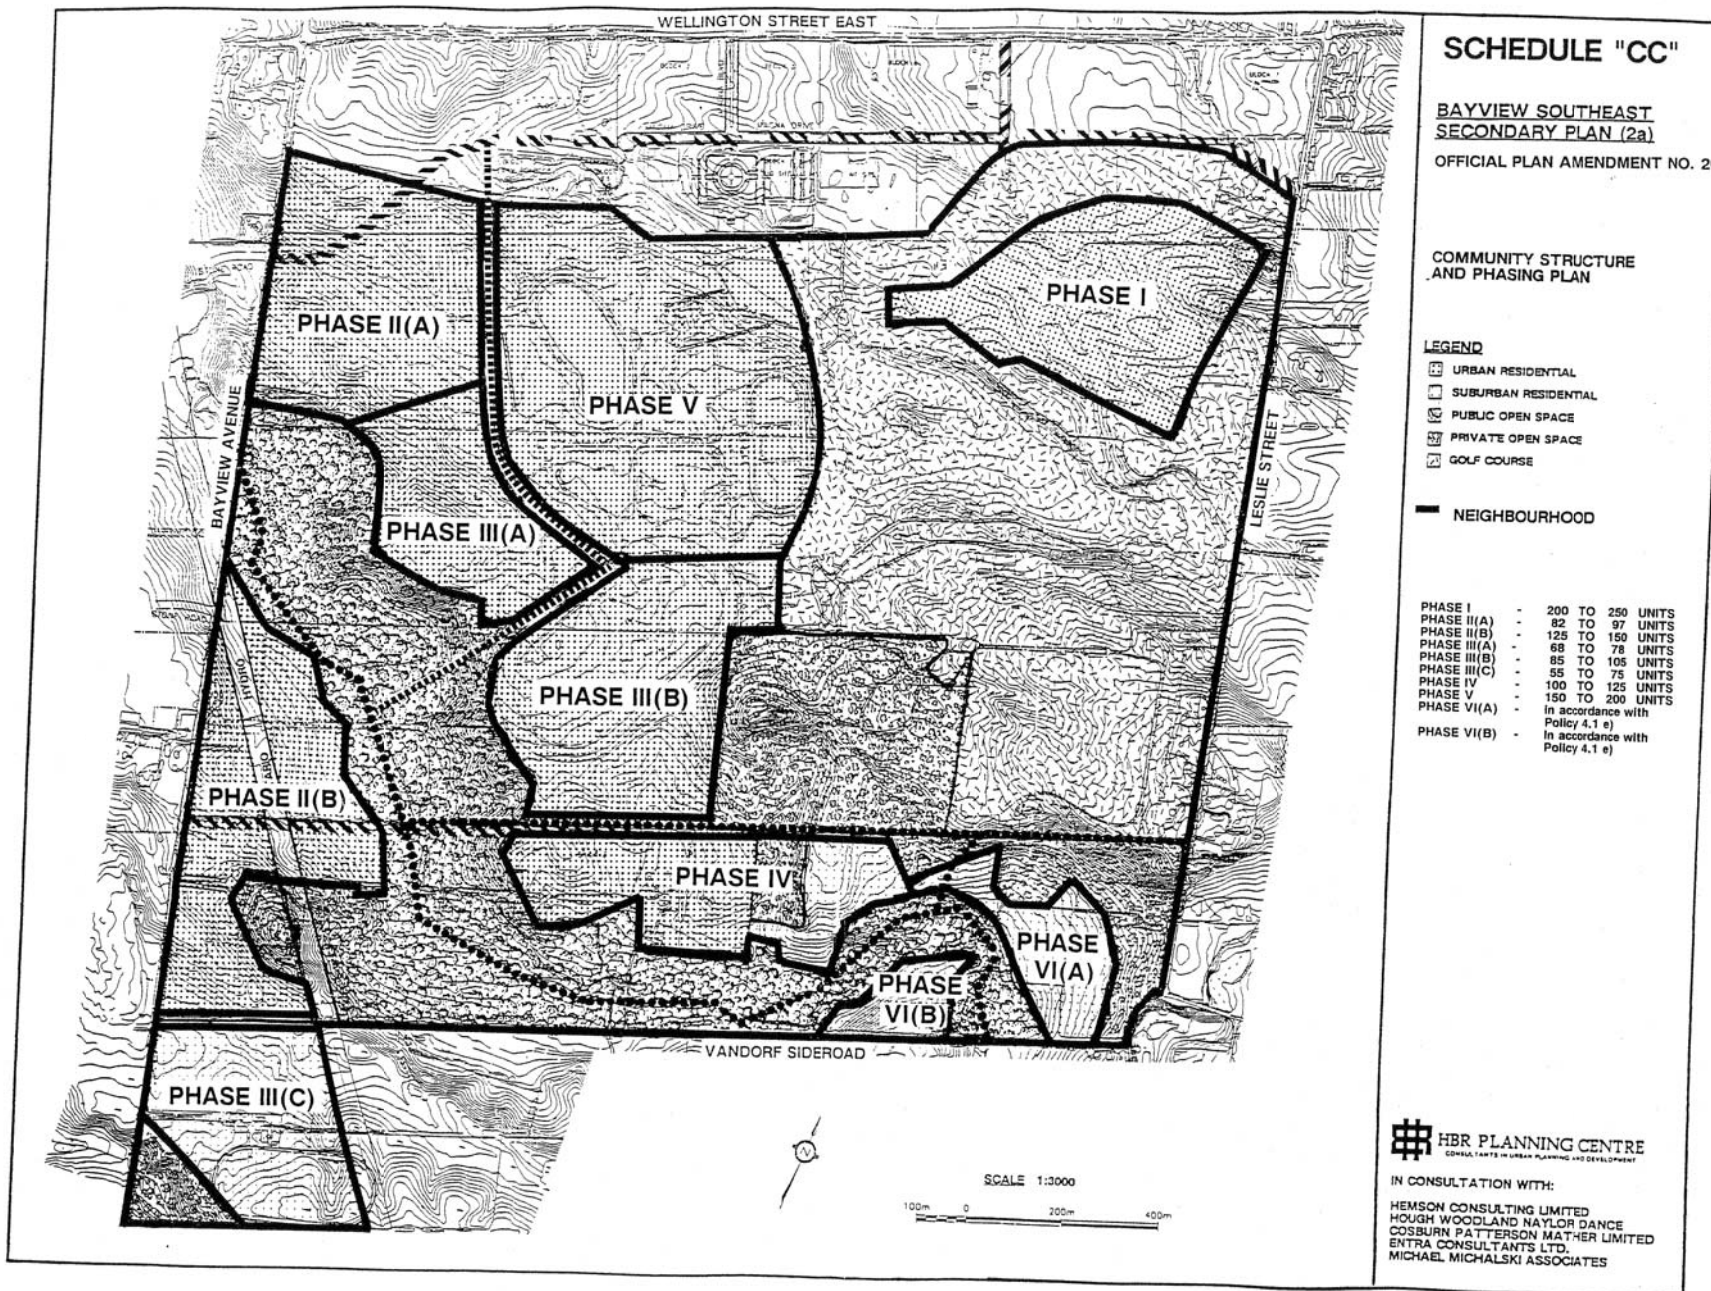 WELLINGTON STREET EAST
PHASE I
PHASE II(A)
PHASE V
BAYVIEW AVENUE
LESLIE STREET
PHASE III(A)
PHASE III(B)
HYDRO
PHASE II(B)
PHASE IV
PHASE
VI(A)
PHASE
VI(B)
VANDORF SIDEROAD
PHASE III(C)
SCALE 1:3000
100m 0 200m 400m
SCHEDULE "CC"
BAYVIEW SOUTHEAST
SECONDARY PLAN (2a)
OFFICIAL PLAN AMENDMENT NO. 2
COMMUNITY STRUCTURE
AND PHASING PLAN
LEGEND
URBAN RESIDENTIAL
SUBURBAN RESIDENTIAL
PUBLIC OPEN SPACE
PRIVATE OPEN SPACE
GOLF COURSE
NEIGHBOURHOOD
PHASE I - 200 TO 250 UNITS
PHASE II(A) - 82 TO 97 UNITS
PHASE II(B) - 125 TO 150 UNITS
PHASE III(A) - 68 TO 78 UNITS
PHASE III(B) - 85 TO 105 UNITS
PHASE III(C) - 55 TO 75 UNITS
PHASE IV - 100 TO 125 UNITS
PHASE V - 150 TO 200 UNITS
PHASE VI(A) - In accordance with
Policy 4.1 e)
PHASE VI(B) - In accordance with
Policy 4.1 e)
HBR PLANNING CENTRE
CONSULTANTS IN URBAN PLANNING AND DEVELOPMENT
IN CONSULTATION WITH:
HEMSON CONSULTING LIMITED
HOUGH WOODLAND NAYLOR DANCE
COSBURN PATTERSON MATHER LIMITED
ENTRA CONSULTANTS LTD.
MICHAEL MICHALSKI ASSOCIATES